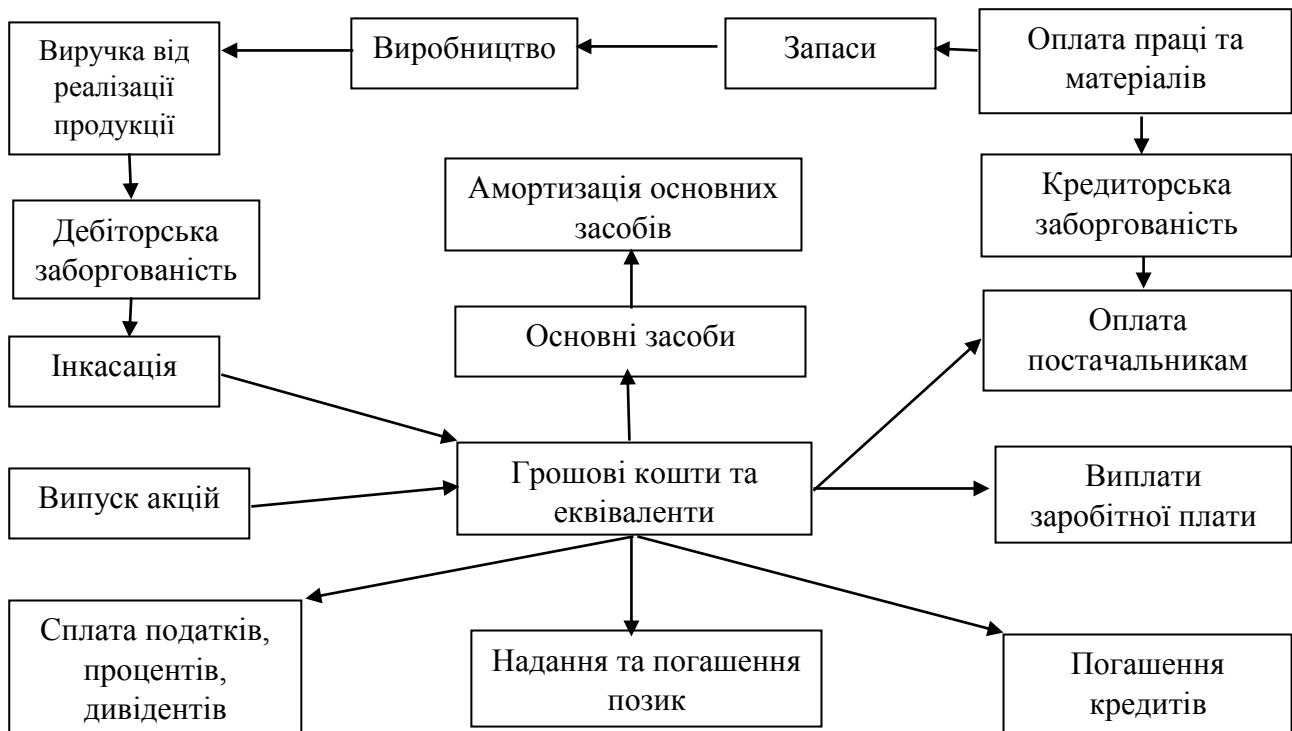 Виручка від
реалізації
продукції
Виробництво
Запаси
Оплата праці та
матеріалів
Амортизація основних
засобів
Кредиторська
заборгованість
Дебіторська
заборгованість
Основні засоби
Оплата
постачальникам
Інкасація
Грошові кошти та
еквіваленти
Випуск акцій
Виплати
заробітної плати
Сплата податків,
процентів,
дивідентів
Надання та погашення
позик
Погашення
кредитів